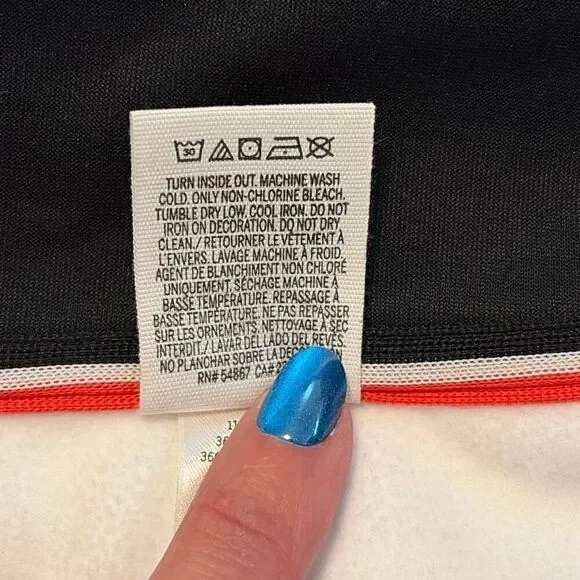 30
TURN INSIDE OUT. MACHINE WASH
COLD. ONLY NON-CHLORINE BLEACH.
TUMBLE DRY LOW. COOL IRON. DO NOT
IRON ON DECORATION. DO NOT DRY
CLEAN./ RETOURNER LE VÊTEMENT À
L'ENVERS. LAVAGE MACHINE À FROID.
AGENT DE BLANCHIMENT NON CHLORÉ
UNIQUEMENT. SÉCHAGE MACHINE À
BASSE TEMPÉRATURE. REPASSAGE À
BASSE TEMPÉRATURE. NE PAS REPASSER
SUR LES ORNEMENTS. NETTOYAGE À SEC
INTERDIT./ LAVAR DEL LADO DEL REVÉS.
NO PLANCHAR SOBRE LA
RN# 54867 CA#